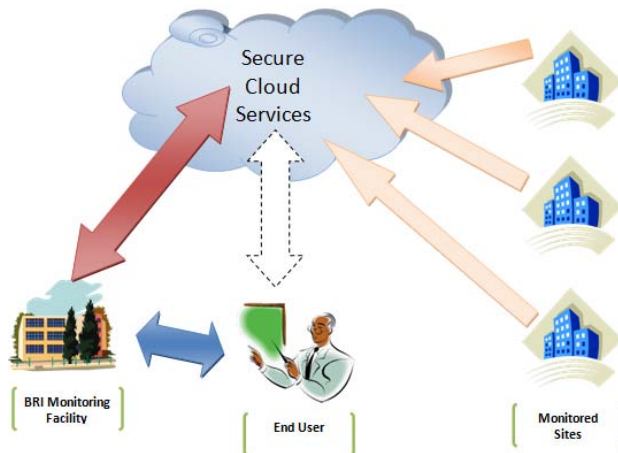 Secure
Cloud
Services
BRI Monitoring
Facility
End User
Monitored
Sites